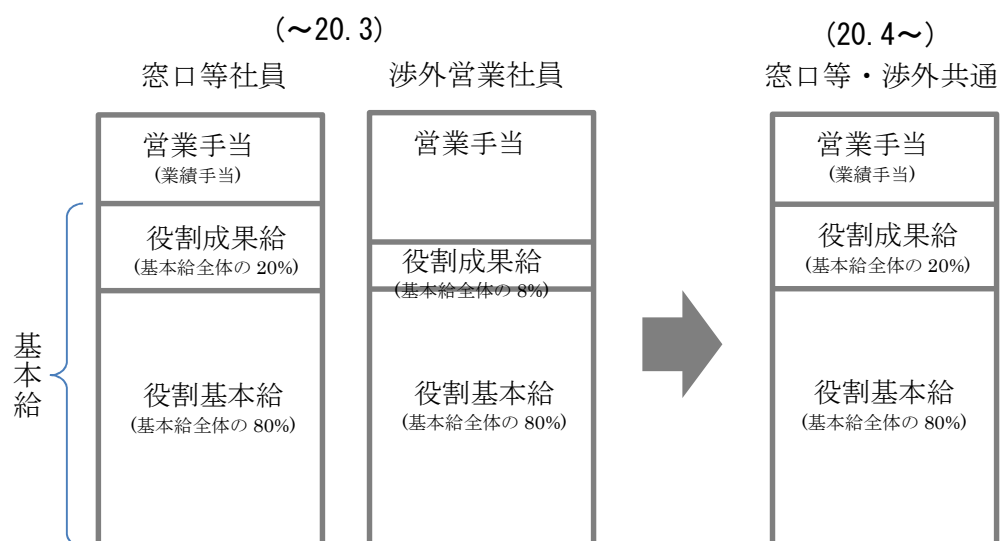 (～20.3)
(20.4～)
窓口等社員
渉外営業社員
窓口等・渉外共通
営業手当
(業績手当)
役割成果給
(基本給全体の 20%)
役割基本給
(基本給全体の 80%)
基本給
営業手当
役割成果給
(基本給全体の 8%)
役割基本給
(基本給全体の 80%)
営業手当
(業績手当)
役割成果給
(基本給全体の 20%)
役割基本給
(基本給全体の 80%)